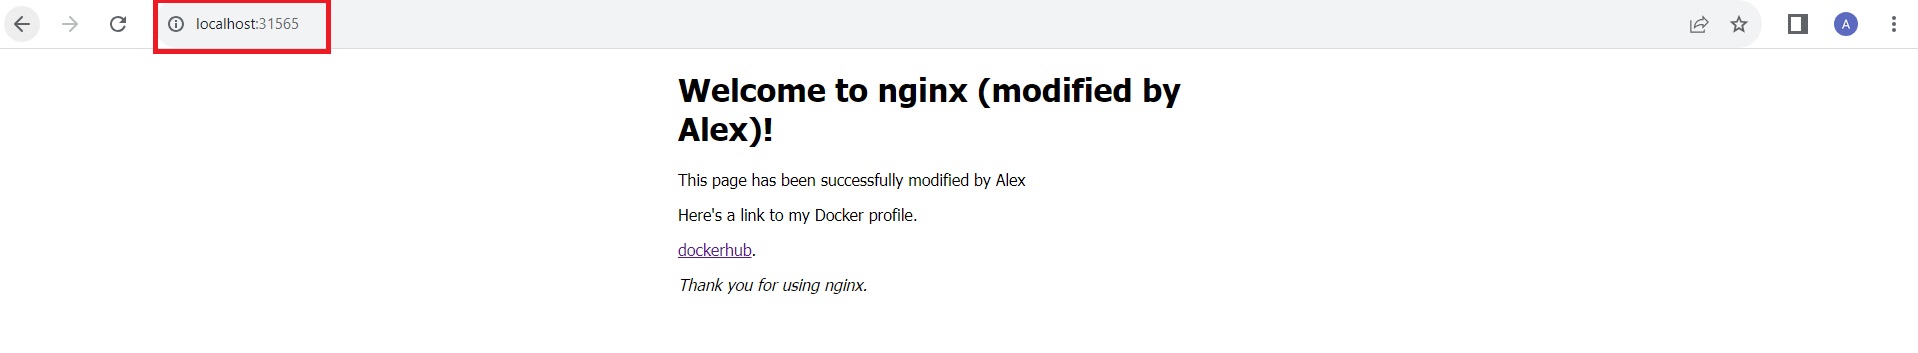 localhost:31565
A
Welcome to nginx (modified by
Alex)!
This page has been successfully modified by Alex
Here's a link to my Docker profile.
dockerhub.
Thank you for using nginx.